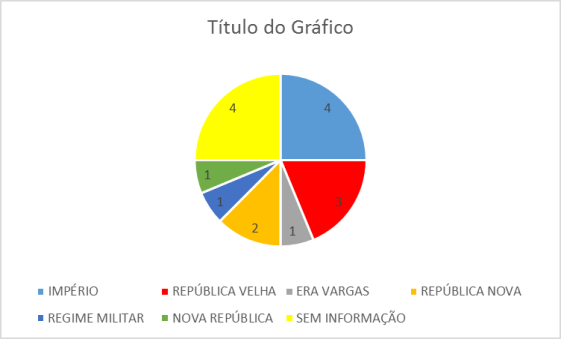 Título do Gráfico
4 4
1 3
1
2 1
IMPÉRIO REPÚBLICA VELHA ERA VARGAS REPÚBLICA NOVA
REGIME MILITAR NOVA REPÚBLICA SEM INFORMAÇÃO